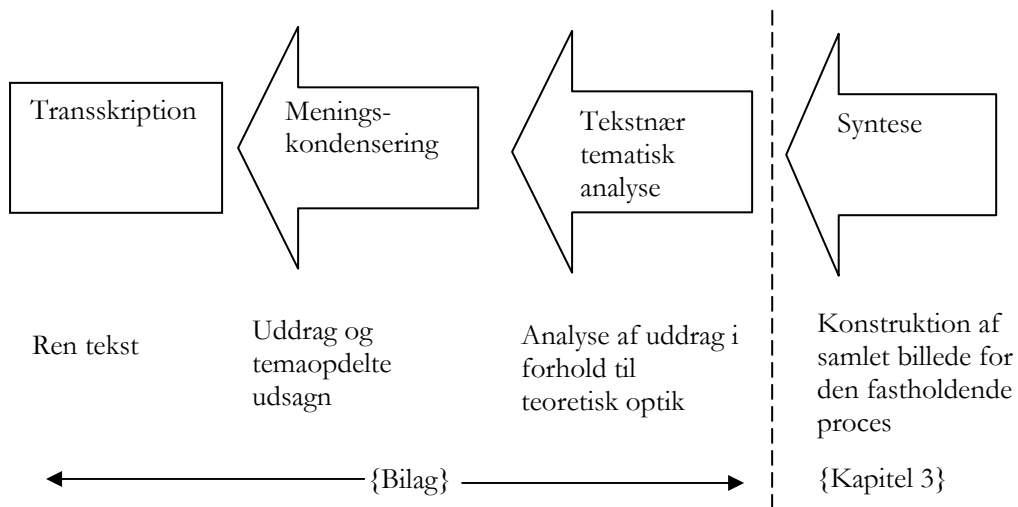 Transskription
Menings-
kondensering
Tekstnær
tematisk
analyse
Syntese
Ren tekst
Uddrag og
temaopdelte
udsagn
Analyse af uddrag i
forhold til
teoretisk optik
Konstruktion af
samlet billede for
den fastholdende
proces
{Bilag}
{Kapitel 3}